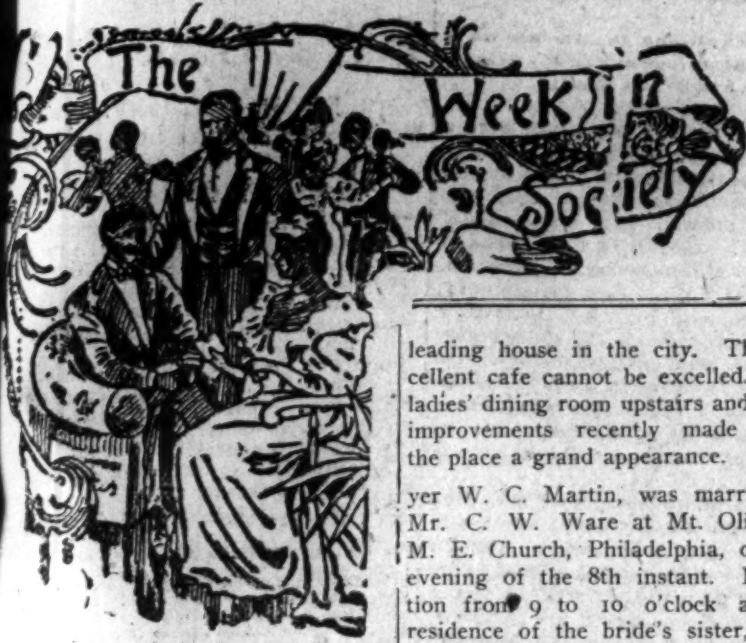 The Week in
Society
leading house in the city. Th
cellent cafe cannot be excelled.
ladies' dining room upstairs and
improvements recently made
the place a grand appearance.
yer W. C. Martin, was marr
Mr. C. W. Ware at Mt. Oli
M. E. Church, Philadelphia, o
evening of the 8th instant.
tion from 9 to 10 o'clock a
residence of the bride's sister,